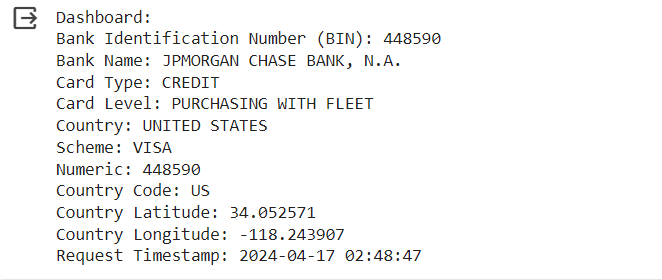 Dashboard:
Bank Identification Number (BIN): 448590
Bank Name: JPMORGAN CHASE BANK, N.A.
Card Type: CREDIT
Card Level: PURCHASING WITH FLEET
Country: UNITED STATES
Scheme: VISA
Numeric: 448590
Country Code: US
Country Latitude: 34.052571
Country Longitude: -118.243907
Request Timestamp: 2024-04-17 02:48:47